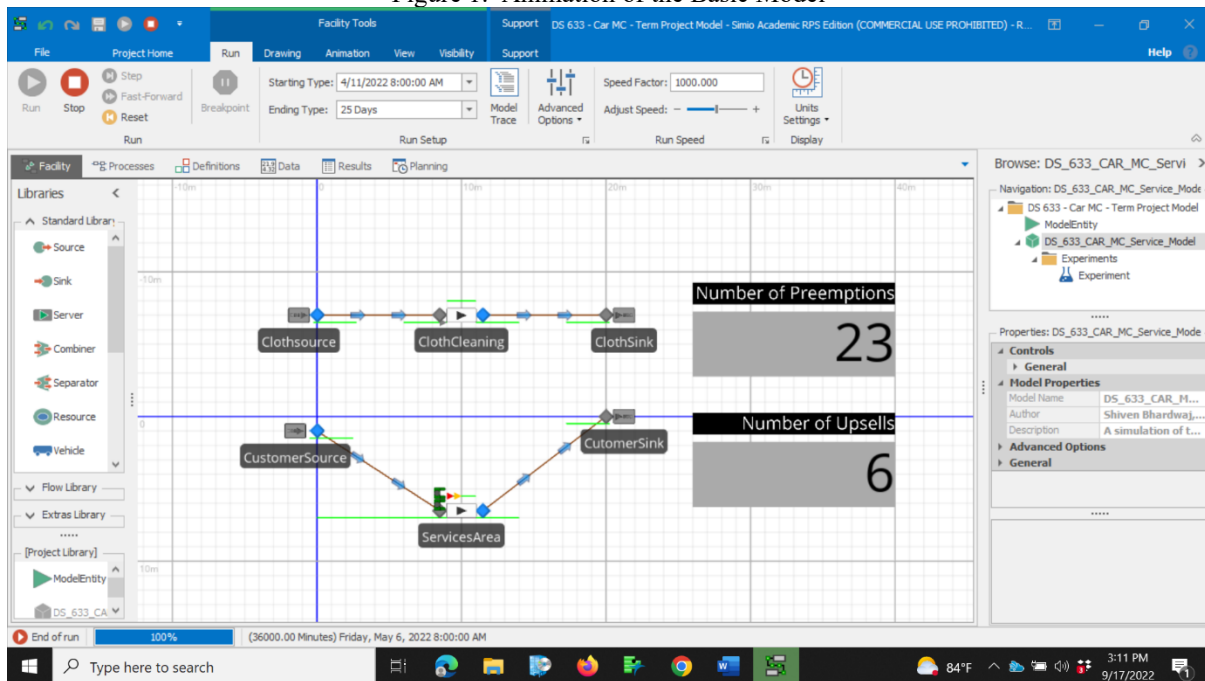 Figure 1: Animation of the Basic Model
Facility Tools
Support
DS 633 - Car MC - Term Project Model - Simio Academic RPS Edition (COMMERCIAL USE PROHIBITED) - R...
File
Project Home
Run
Drawing
Animation
View
Visibility
Support
Help
Run
Stop
Step
Fast-Forward
Reset
Breakpoint
Starting Type: 4/11/2022 8:00:00 AM
Ending Type: 25 Days
Model Trace
Advanced Options
Speed Factor: 1000.000
Adjust Speed: - +
Units Settings
Run
Run Setup
Run Speed
Display
Facility
Processes
Definitions
Data
Results
Planning
Browse: DS_633_CAR_MC_Servi
Libraries
Standard Library
Source
Sink
Server
Combiner
Separator
Resource
Vehicle
Flow Library
Extras Library
[Project Library]
ModelEntity
DS_633_CA
-10m
0
10m
20m
30m
40m
-10m
0
10m
Clothsource
ClothCleaning
ClothSink
CustomerSource
CutomerSink
ServicesArea
Number of Preemptions
23
Number of Upsells
6
Navigation: DS_633_CAR_MC_Service_Mode
DS 633 - Car MC - Term Project Model
ModelEntity
DS_633_CAR_MC_Service_Model
Experiments
Experiment
Properties: DS_633_CAR_MC_Service_Mode
Controls
General
Model Properties
Model Name DS_633_CAR_M...
Author Shiven Bhardwaj,...
Description A simulation of t...
Advanced Options
General
End of run
100%
(36000.00 Minutes) Friday, May 6, 2022 8:00:00 AM
Type here to search
84°F
3:11 PM
9/17/2022